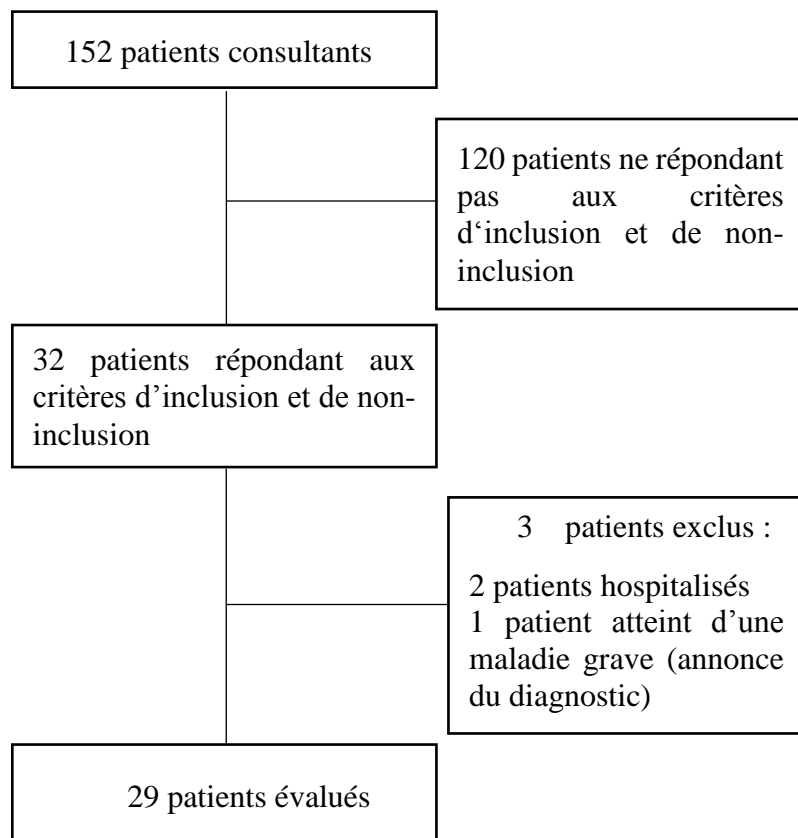 152 patients consultants
120 patients ne répondant
pas aux critères
d‘inclusion et de non-
inclusion
32 patients répondant aux
critères d’inclusion et de non-
inclusion
3 patients exclus :
2 patients hospitalisés
1 patient atteint d’une
maladie grave (annonce
du diagnostic)
29 patients évalués